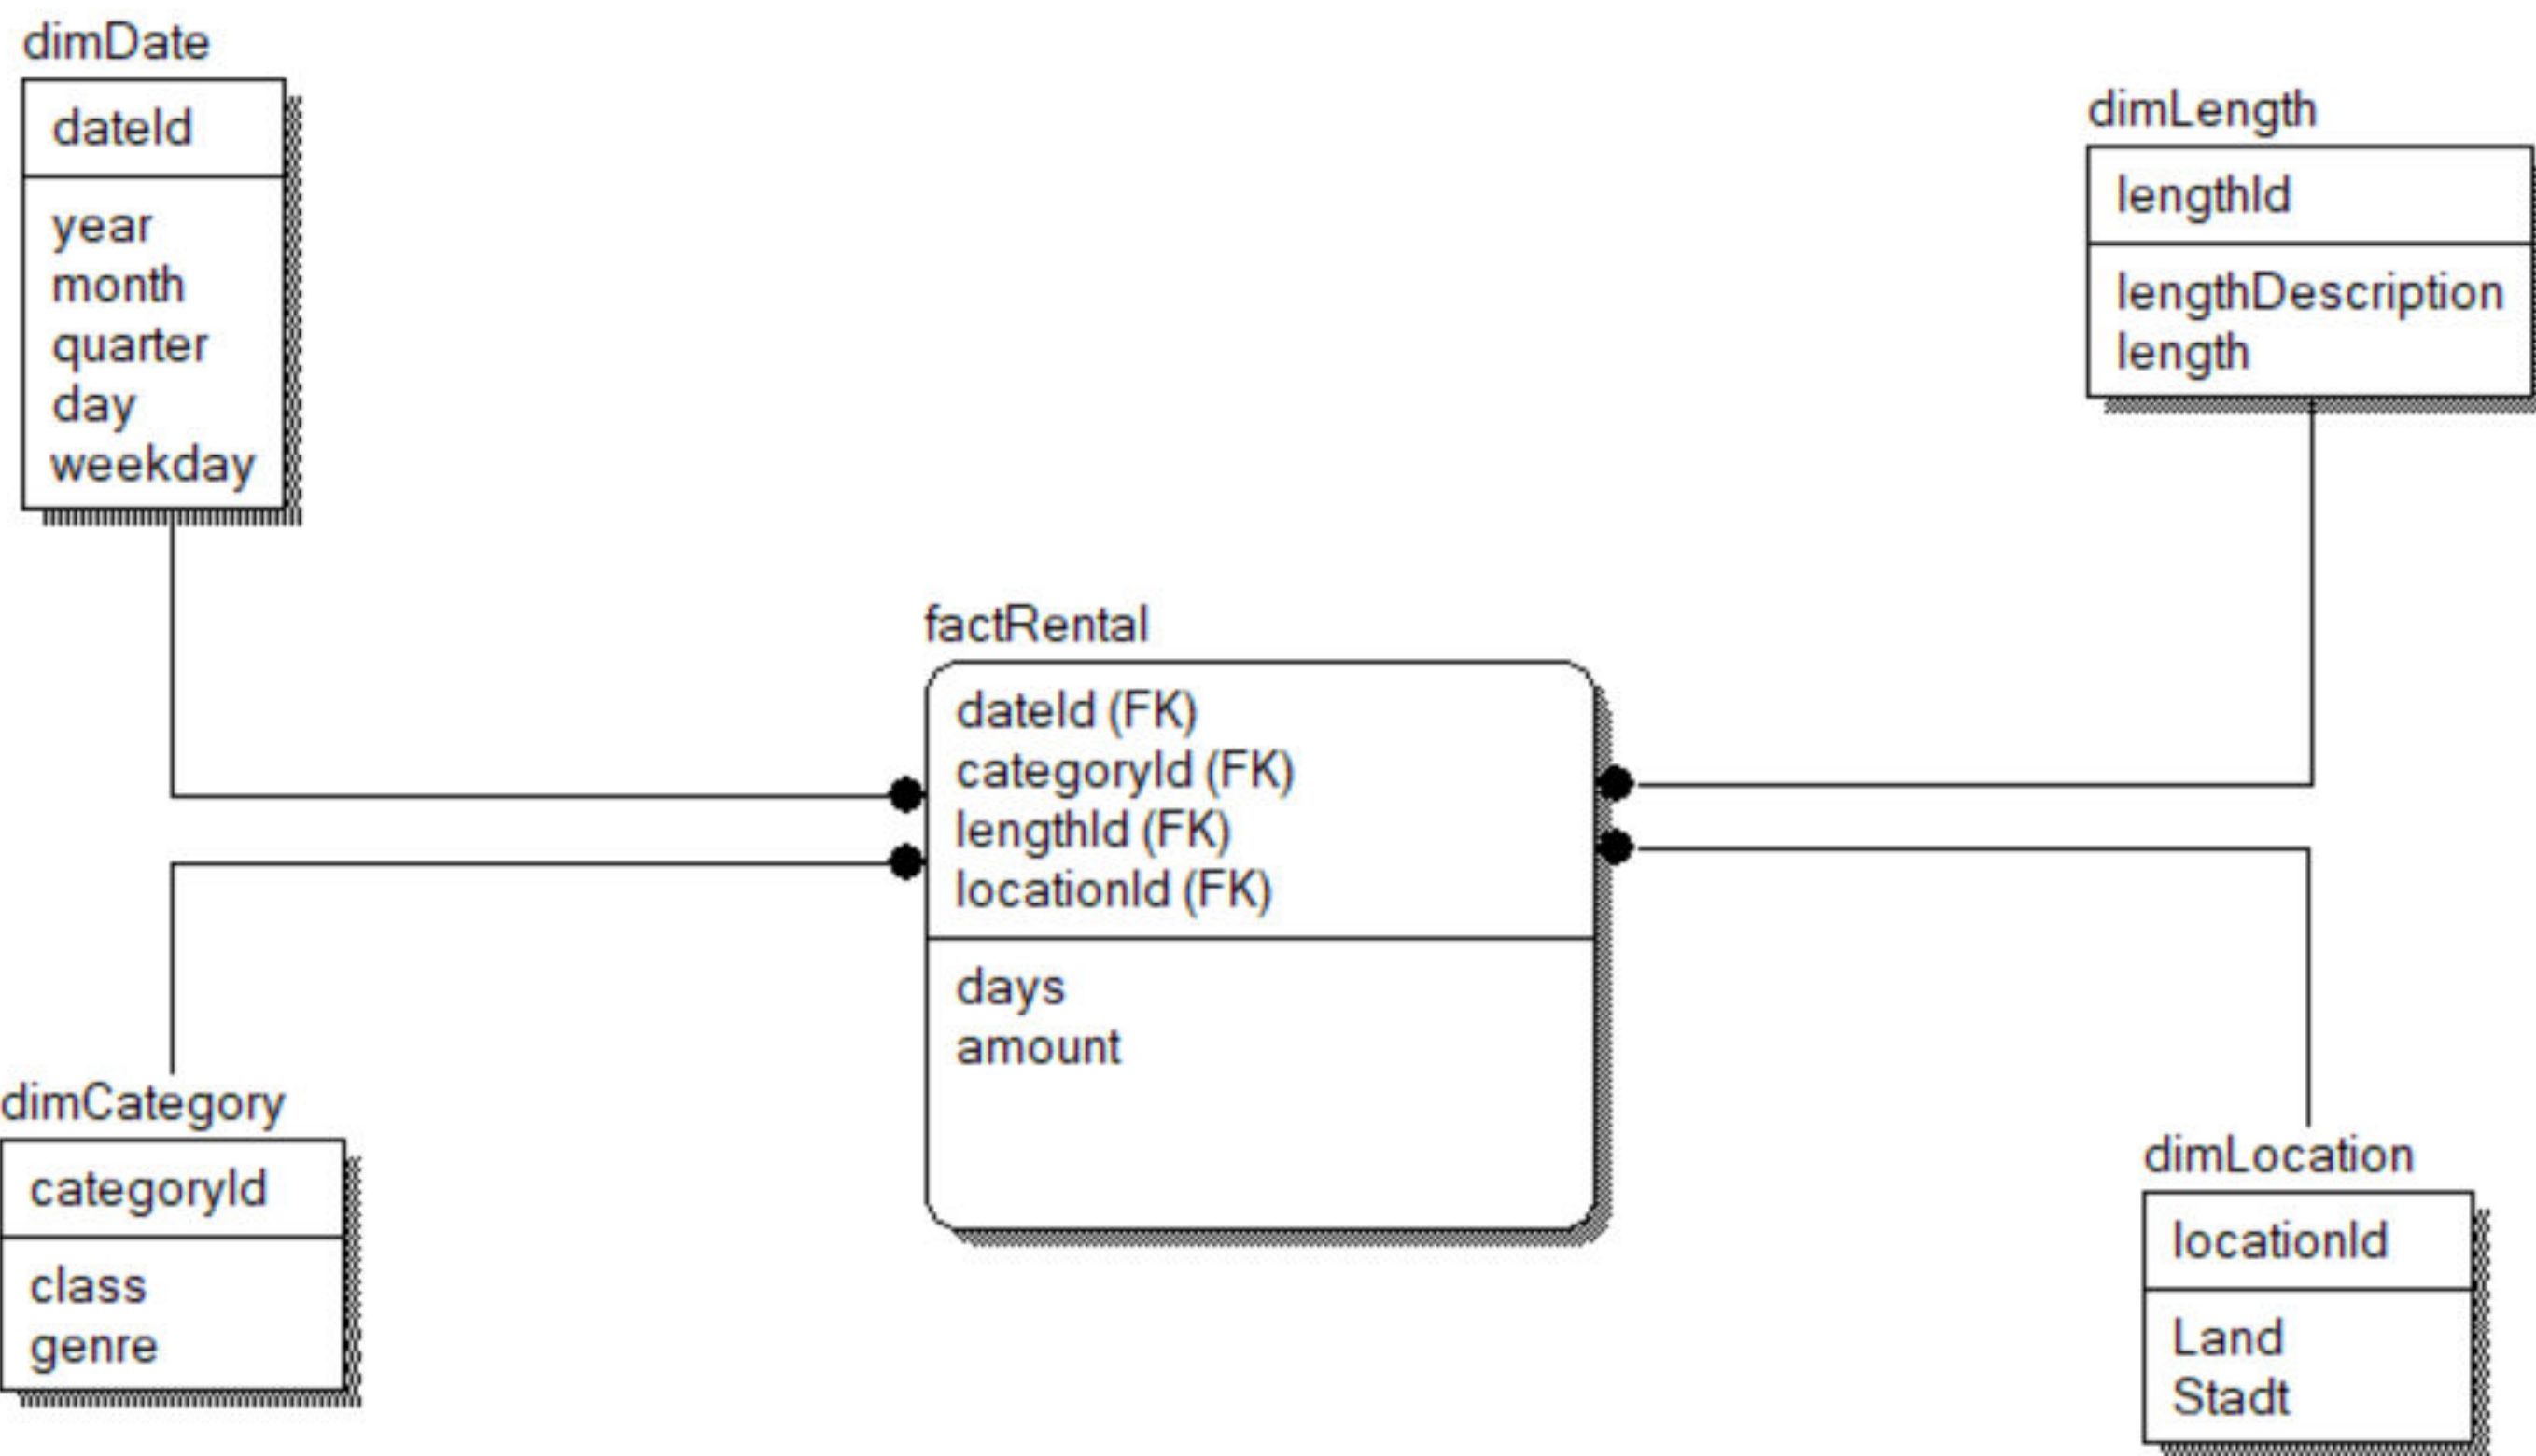 dimDate
dateId
year
month
quarter
day
weekday
dimLength
lengthId
lengthDescription
length
factRental
dateId (FK)
categoryId (FK)
lengthId (FK)
locationId (FK)
days
amount
dimCategory
categoryId
class
genre
dimLocation
locationId
Land
Stadt